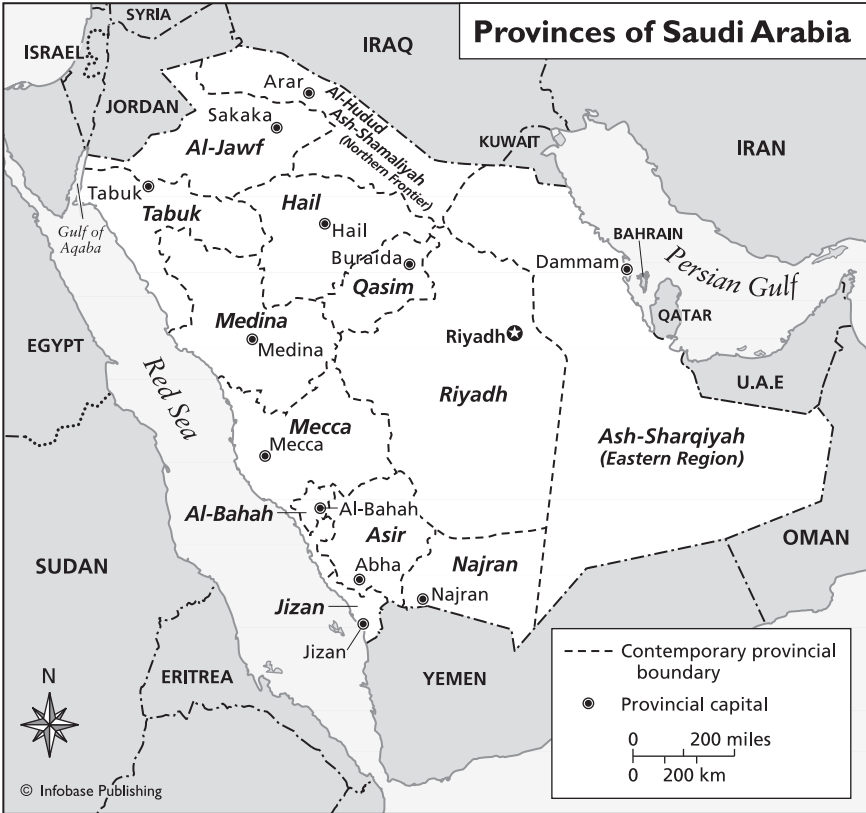 Provinces of Saudi Arabia
SYRIA
ISRAEL
IRAQ
JORDAN
Arar
Al-Hudud
Ash-Shamaliyah
(Northern Frontier)
Sakaka
Al-Jawf
KUWAIT
IRAN
Tabuk
Tabuk
Hail
Hail
Gulf of
Aqaba
Buraida
Qasim
Dammam
BAHRAIN
Persian Gulf
QATAR
Medina
Medina
EGYPT
Riyadh
Riyadh
U.A.E
Red Sea
Mecca
Mecca
Ash-Sharqiyah
(Eastern Region)
Al-Bahah
Al-Bahah
Asir
OMAN
SUDAN
Abha
Najran
Najran
Jizan
Jizan
ERITREA
YEMEN
N
Contemporary provincial
boundary
Provincial capital
0 200 miles
0 200 km
© Infobase Publishing